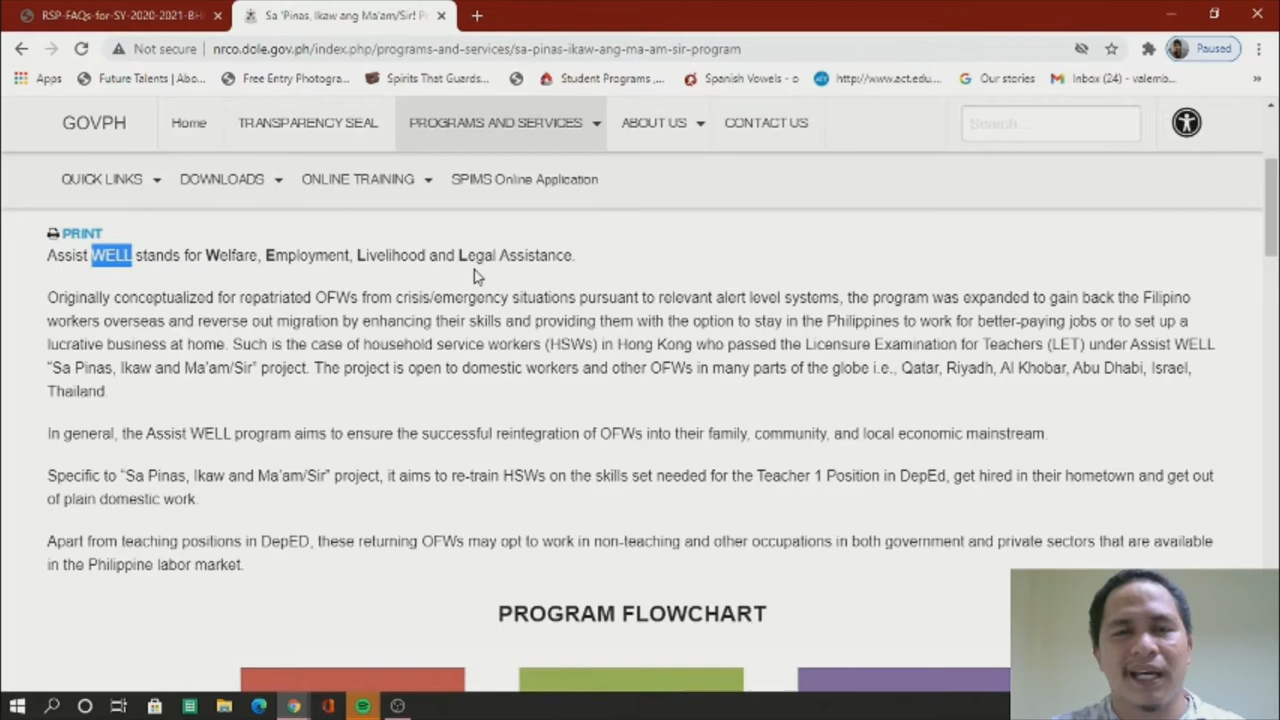 RSP-FAQs-for-SY-2020-2021-BHI
Sa 'Pinas, Ikaw ang Ma'am/Sir! Pr
Not secure
nrco.dole.gov.ph/index.php/programs-and-services/sa-pinas-ikaw-ang-ma-am-sir-program
Paused
Apps
Future Talents | Abo...
Free Entry Photogra...
Spirits That Guards...
Student Programs ,...
Spanish Vowels - o
http://www.act.edu...
Our stories
Inbox (24) - valemb...
GOVPH
Home
TRANSPARENCY SEAL
PROGRAMS AND SERVICES
ABOUT US
CONTACT US
Search...
QUICK LINKS
DOWNLOADS
ONLINE TRAINING
SPIMS Online Application
PRINT
Assist WELL stands for Welfare, Employment, Livelihood and Legal Assistance.
Originally conceptualized for repatriated OFWs from crisis/emergency situations pursuant to relevant alert level systems, the program was expanded to gain back the Filipino
workers overseas and reverse out migration by enhancing their skills and providing them with the option to stay in the Philippines to work for better-paying jobs or to set up a
lucrative business at home. Such is the case of household service workers (HSWs) in Hong Kong who passed the Licensure Examination for Teachers (LET) under Assist WELL
"Sa Pinas, Ikaw and Ma'am/Sir" project. The project is open to domestic workers and other OFWs in many parts of the globe i.e., Qatar, Riyadh, Al Khobar, Abu Dhabi, Israel,
Thailand.
In general, the Assist WELL program aims to ensure the successful reintegration of OFWs into their family, community, and local economic mainstream.
Specific to "Sa Pinas, Ikaw and Ma'am/Sir" project, it aims to re-train HSWs on the skills set needed for the Teacher 1 Position in DepEd, get hired in their hometown and get out
of plain domestic work.
Apart from teaching positions in DepED, these returning OFWs may opt to work in non-teaching and other occupations in both government and private sectors that are available
in the Philippine labor market.
PROGRAM FLOWCHART